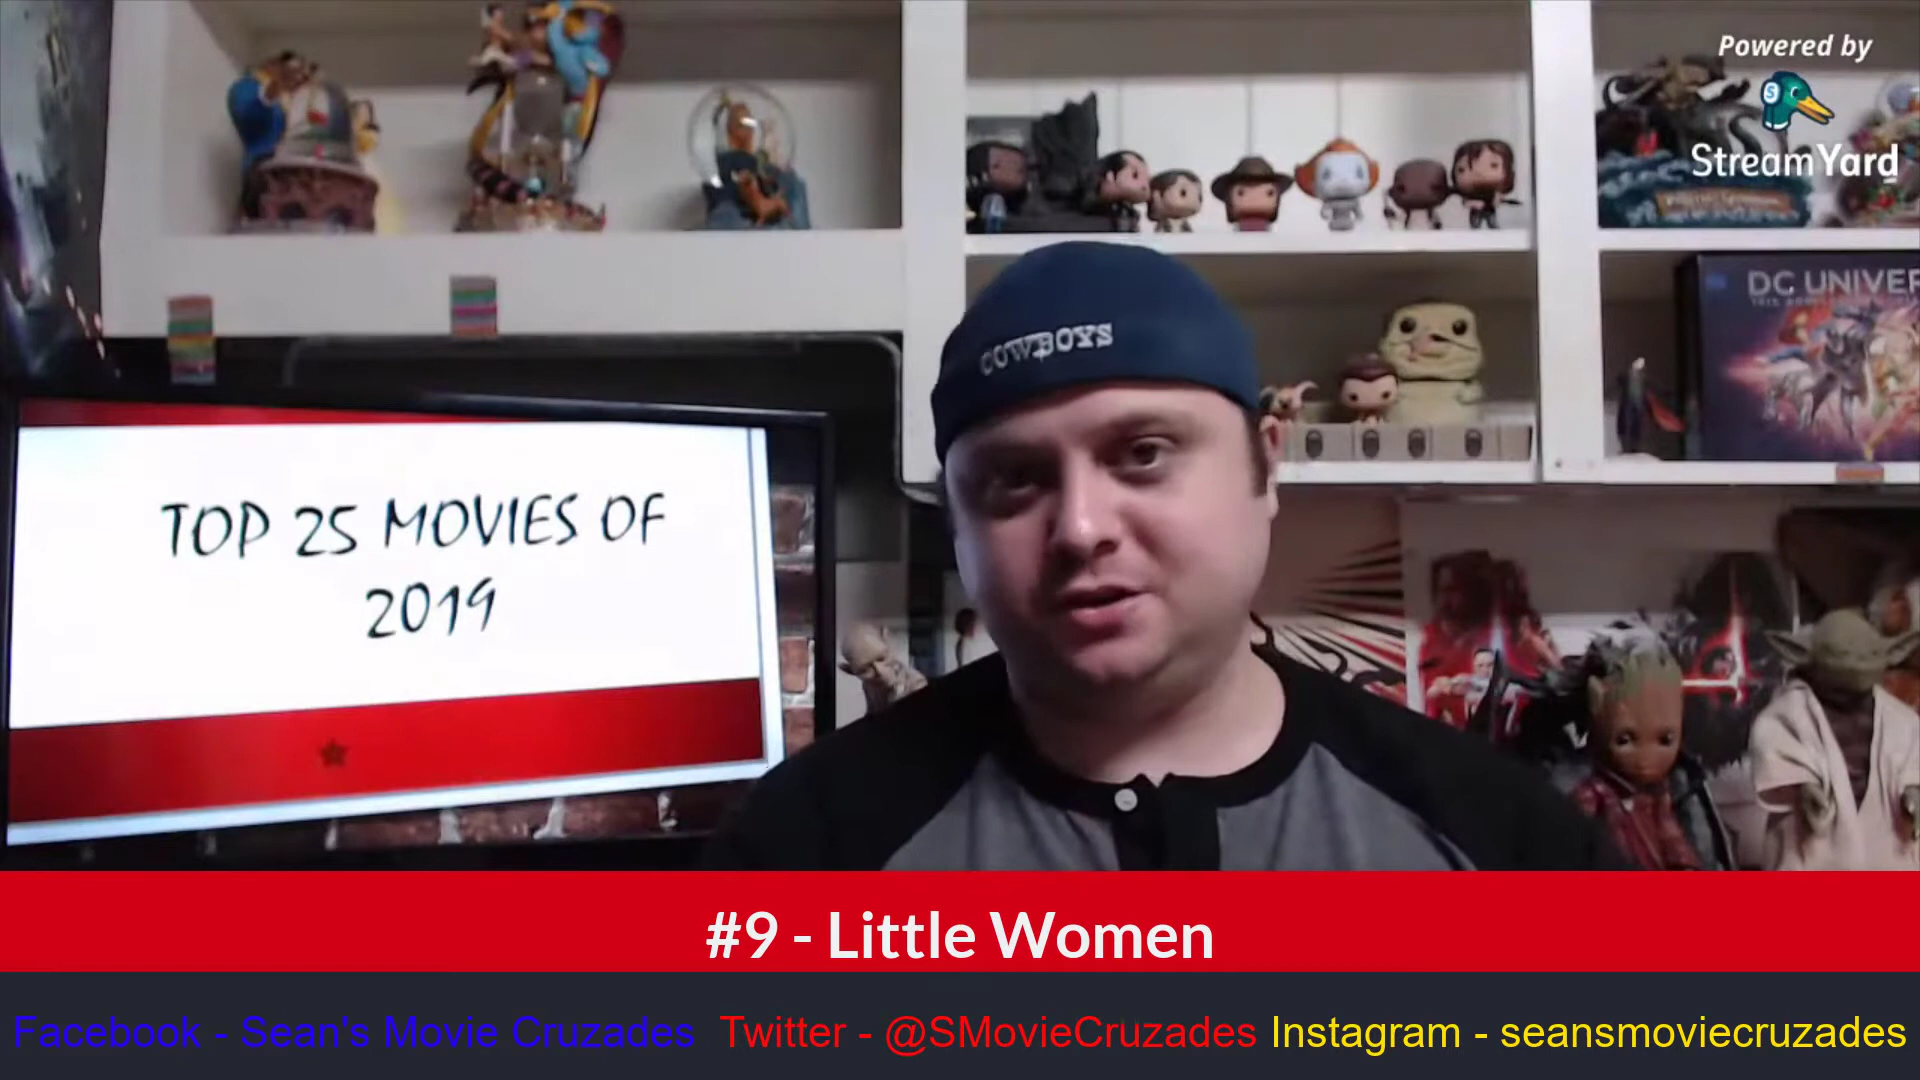 Powered by
StreamYard
DC UNIVER
COWBOYS
TOP 25 MOVIES OF
2019
#9 - Little Women
Facebook - Sean's Movie Cruzades Twitter - @SMovieCruzades Instagram - seansmoviecruzades